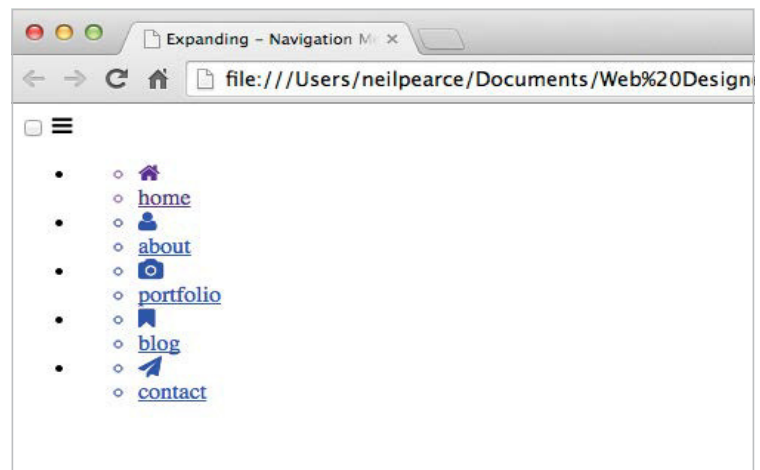 Expanding – Navigation M
file:///Users/neilpearce/Documents/Web%20Design
home
about
portfolio
blog
contact